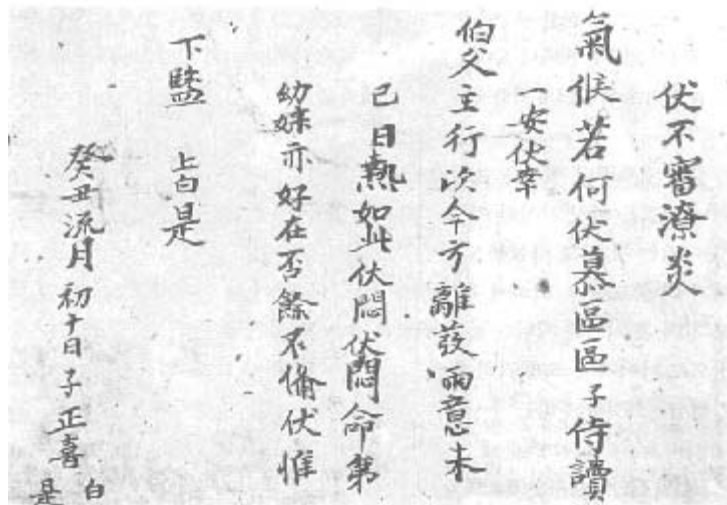 伏不審潦炎
氣候若何伏慕區區子侍讀
一安伏幸
伯父主行次今方離發雨意未
已日熱如此伏悶伏悶命弟
幼妹亦好在否餘不備伏惟
下鑒 上白是
癸丑流月初十日子正喜 白
是